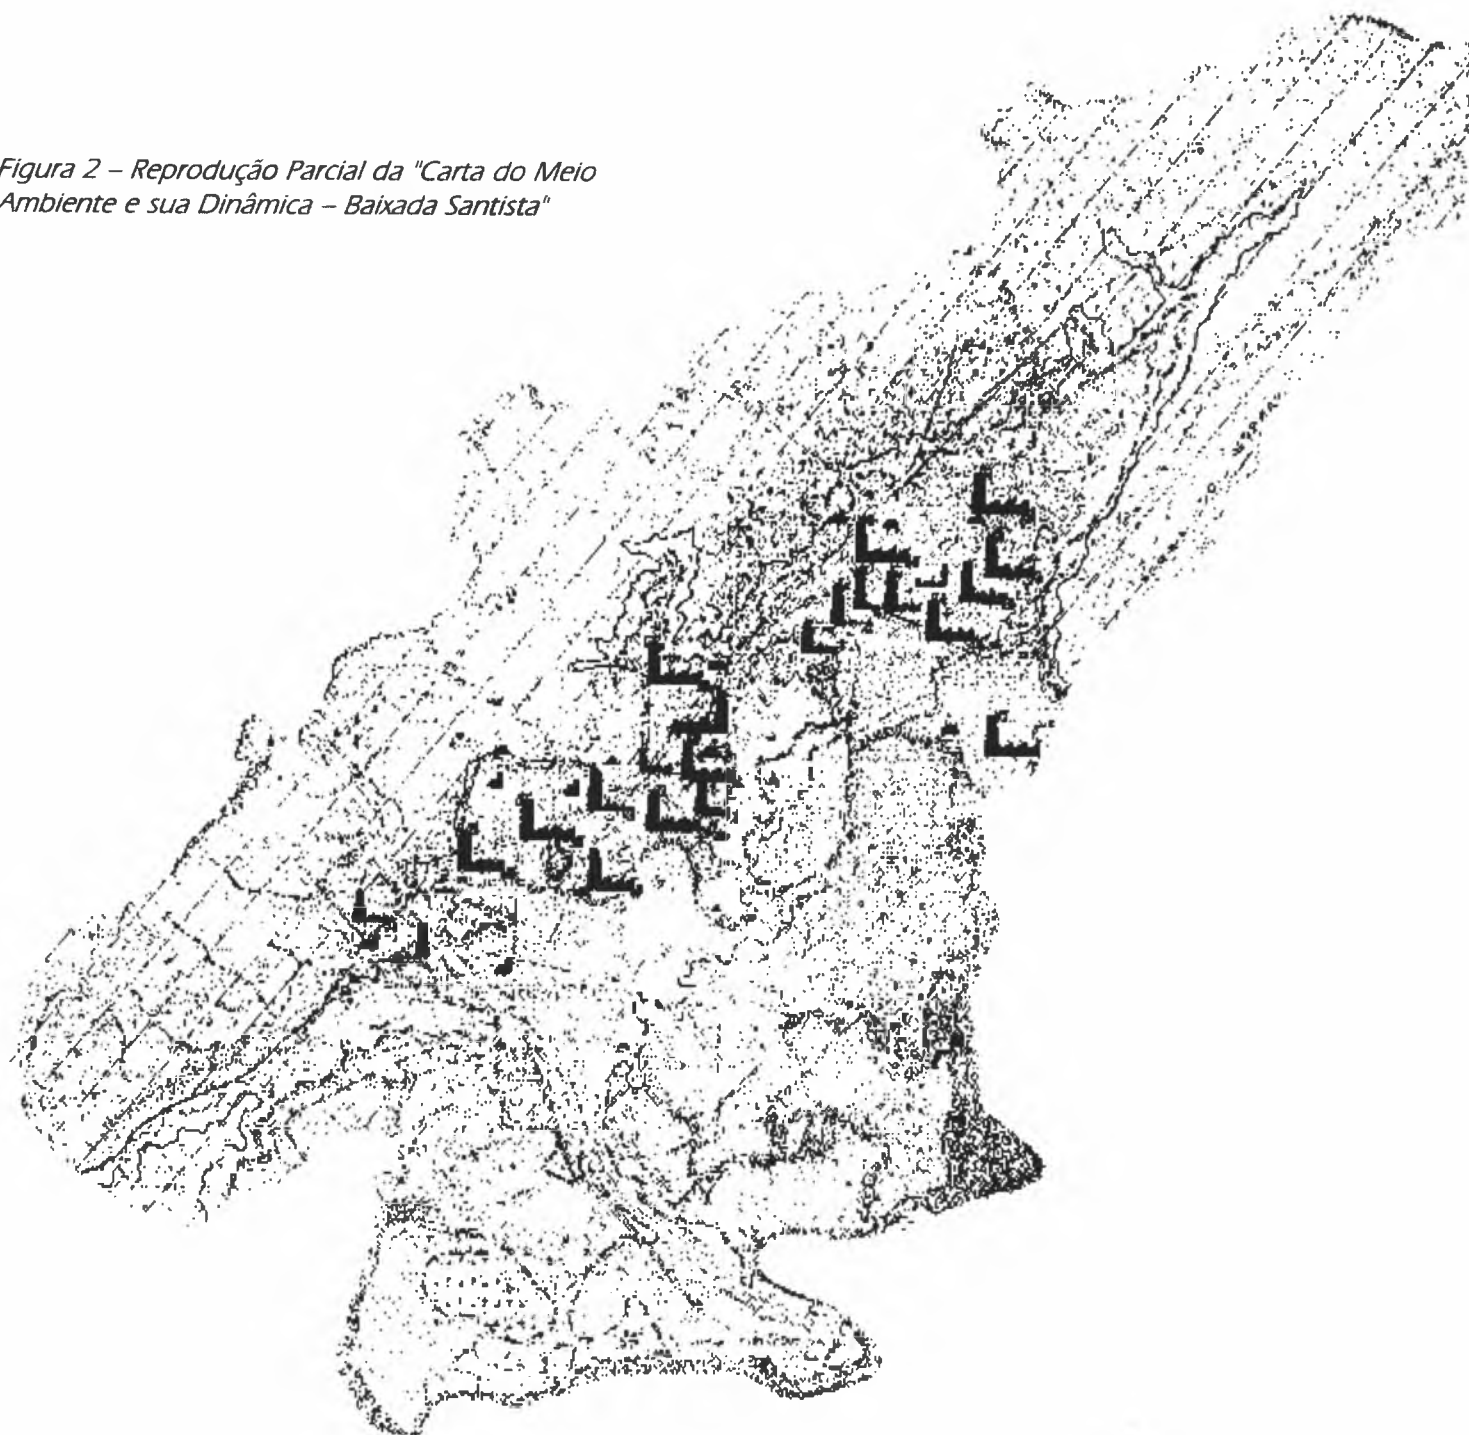 Figura 2 – Reprodução Parcial da "Carta do Meio
Ambiente e sua Dinâmica – Baixada Santista"